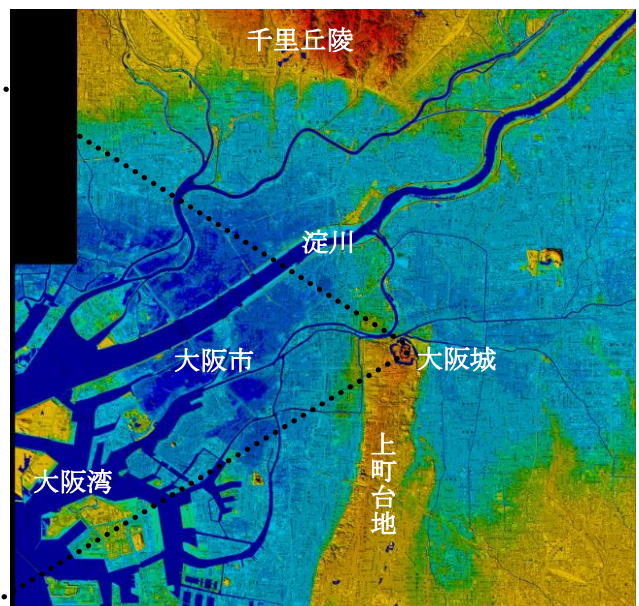 千里丘陵
淀川
大阪市
大阪城
上町台地
大阪湾